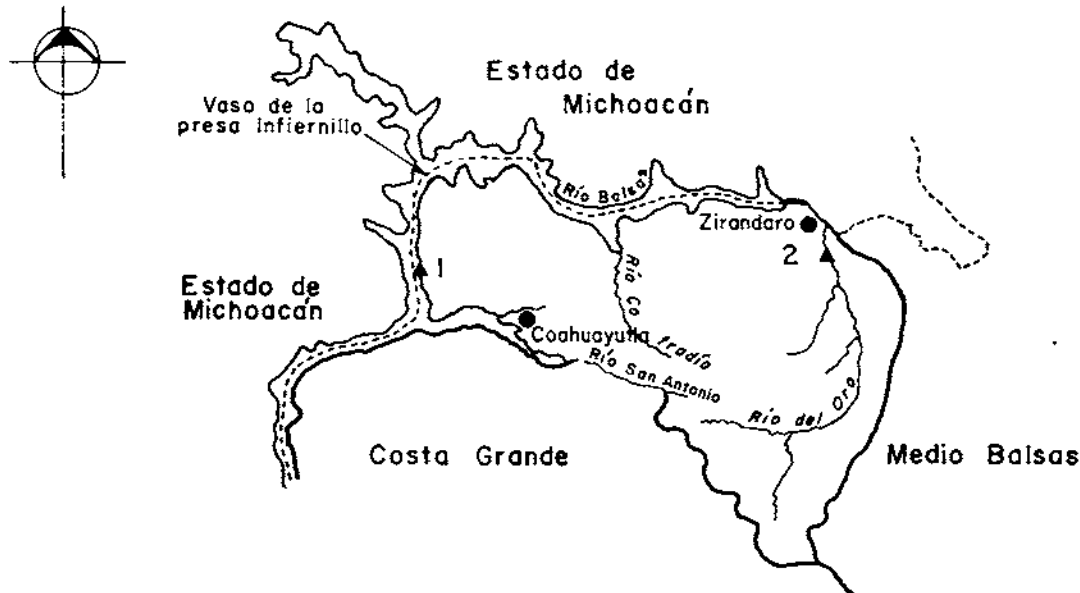 Estado de
Michoacán
Vaso de la
presa Infiernillo
Río Balsas
Zirandaro
2
1
Estado de
Michoacán
Río Cofradío
Coahuayutla
Río San Antonio
Río del Oro
Costa Grande
Medio Balsas